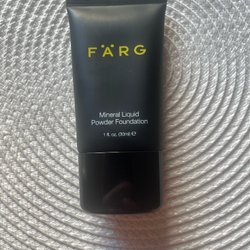 FÄRG
Mineral Liquid
Powder Foundation
1 fl. oz. (30ml) ℮